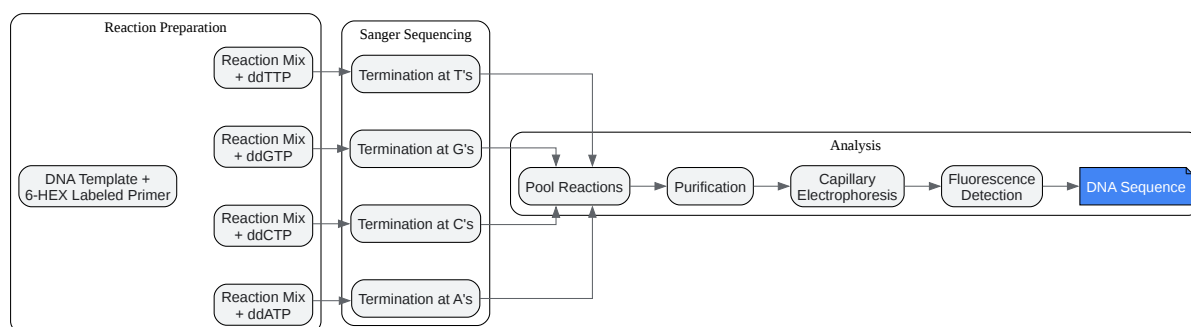 Reaction Preparation
DNA Template +
6-HEX Labeled Primer
Reaction Mix
+ ddTTP
Reaction Mix
+ ddGTP
Reaction Mix
+ ddCTP
Reaction Mix
+ ddATP
Sanger Sequencing
Termination at T's
Termination at G's
Termination at C's
Termination at A's
Analysis
Pool Reactions
Purification
Capillary
Electrophoresis
Fluorescence
Detection
DNA Sequence